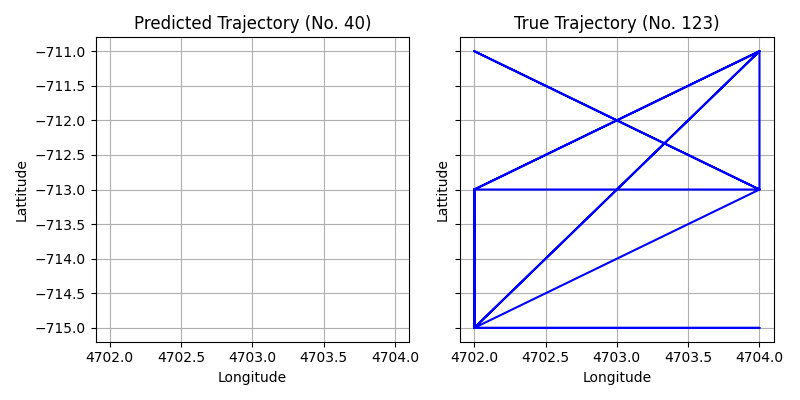 Predicted Trajectory (No. 40)
−711.0
−711.5
−712.0
−712.5
−713.0
−713.5
−714.0
−714.5
−715.0
Lattitude
4702.0 4702.5 4703.0 4703.5 4704.0
Longitude
True Trajectory (No. 123)
Lattitude
4702.0 4702.5 4703.0 4703.5 4704.0
Longitude